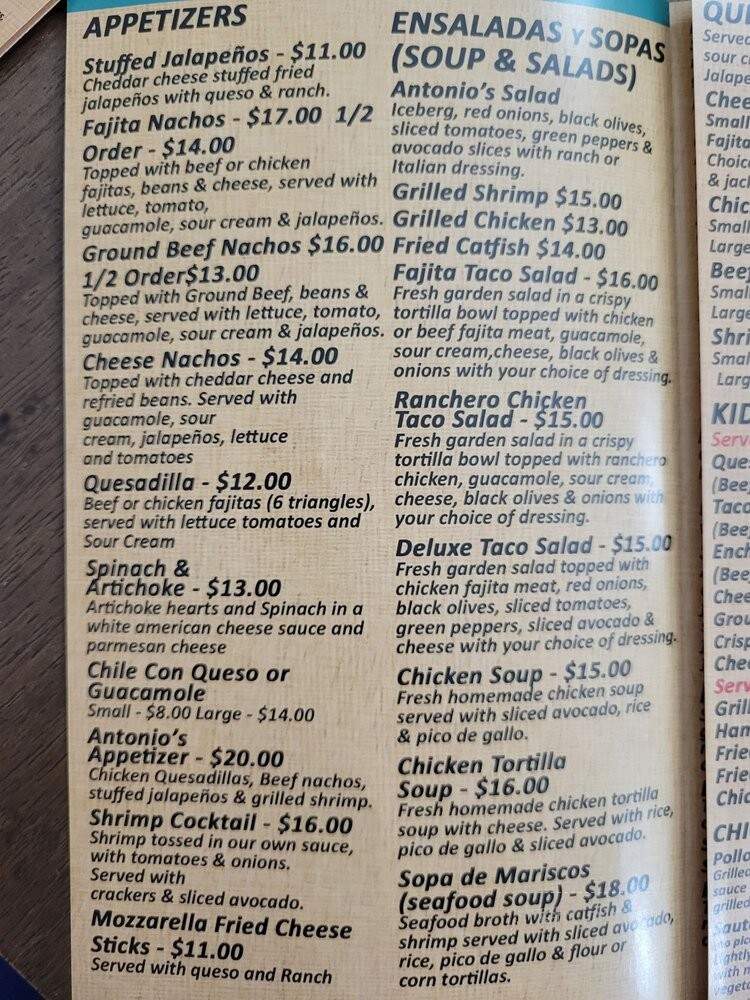 APPETIZERS
Stuffed Jalapeños - $11.00
Cheddar cheese stuffed fried
jalapeños with queso & ranch.
Fajita Nachos - $17.00 1/2
Order - $14.00
Topped with beef or chicken
fajitas, beans & cheese, served with
lettuce, tomato,
guacamole, sour cream & jalapeños.
Ground Beef Nachos $16.00
1/2 Order$13.00
Topped with Ground Beef, beans &
cheese, served with lettuce, tomato,
guacomole, sour cream & jalapeños.
Cheese Nachos - $14.00
Topped with cheddar cheese and
refried beans. Served with
guacamole, sour
cream, jalapeños, lettuce
and tomatoes
Quesadilla - $12.00
Beef or chicken fajitas (6 triangles),
served with lettuce tomatoes and
Sour Cream
Spinach &
Artichoke - $13.00
Artichoke hearts and Spinach in a
white american cheese sauce and
parmesan cheese
Chile Con Queso or
Guacamole
Small - $8.00 Large - $14.00
Antonio's
Appetizer - $20.00
Chicken Quesadillas, Beef nachos,
stuffed jalapeños & grilled shrimp.
Shrimp Cocktail - $16.00
Shrimp tossed in our own sauce,
with tomatoes & onions.
Served with
crackers & sliced avocado.
Mozzarella Fried Cheese
Sticks - $11.00
Served with queso and Ranch
ENSALADAS Y SOPAS
(SOUP & SALADS)
Antonio's Salad
Iceberg, red onions, black olives,
sliced tomatoes, green peppers &
avocado slices with ranch or
Italian dressing.
Grilled Shrimp $15.00
Grilled Chicken $13.00
Fried Catfish $14.00
Fajita Taco Salad - $16.00
Fresh garden salad in a crispy
tortilla bowl topped with chicken
or beef fajita meat, guacamole,
sour cream,cheese, black olives &
onions with your choice of dressing.
Ranchero Chicken
Taco Salad - $15.00
Fresh garden salad in a crispy
tortilla bowl topped with ranchero
chicken, guacamole, sour cream,
cheese, black olives & onions with
your choice of dressing.
Deluxe Taco Salad - $15.00
Fresh garden salad topped with
chicken fajita meat, red onions,
black olives, sliced tomatoes,
green peppers, sliced avocado &
cheese with your choice of dressing.
Chicken Soup - $15.00
Fresh homemade chicken soup
served with sliced avocado, rice
& pico de gallo.
Chicken Tortilla
Soup - $16.00
Fresh homemade chicken tortilla
soup with cheese. Served with rice,
pico de gallo & sliced avocado.
Sopa de Mariscos
(seafood soup) - $18.00
Seafood broth with catfish &
shrimp served with sliced avocado,
rice, pico de gallo & flour or
corn tortillas.
Served
sour
Small
Fajita
& jack
Small
Large
Small
Large
Small
(Beef
Taco
(Beef
(Beef
Pollo
sauce